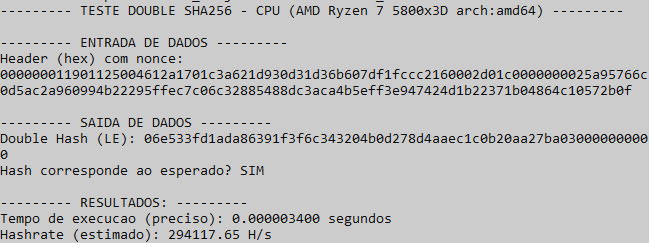 --------- TESTE DOUBLE SHA256 - CPU (AMD Ryzen 7 5800x3D arch:amd64) ---------
--------- ENTRADA DE DADOS ---------
Header (hex) com nonce:
000000011901125004612a1701c3a621d930d31d36b607df1fccc2160002d01c0000000025a95766c
0d5ac2a960994b22295ffec7c06c32885488dc3aca4b5eff3e947424d1b22371b04864c10572b0f
--------- SAIDA DE DADOS ---------
Double Hash (LE): 06e533fd1ada86391f3f6c343204b0d278d4aaec1c0b20aa27ba03000000000
0
Hash corresponde ao esperado? SIM
--------- RESULTADOS: ---------
Tempo de execucao (preciso): 0.000003400 segundos
Hashrate (estimado): 294117.65 H/s